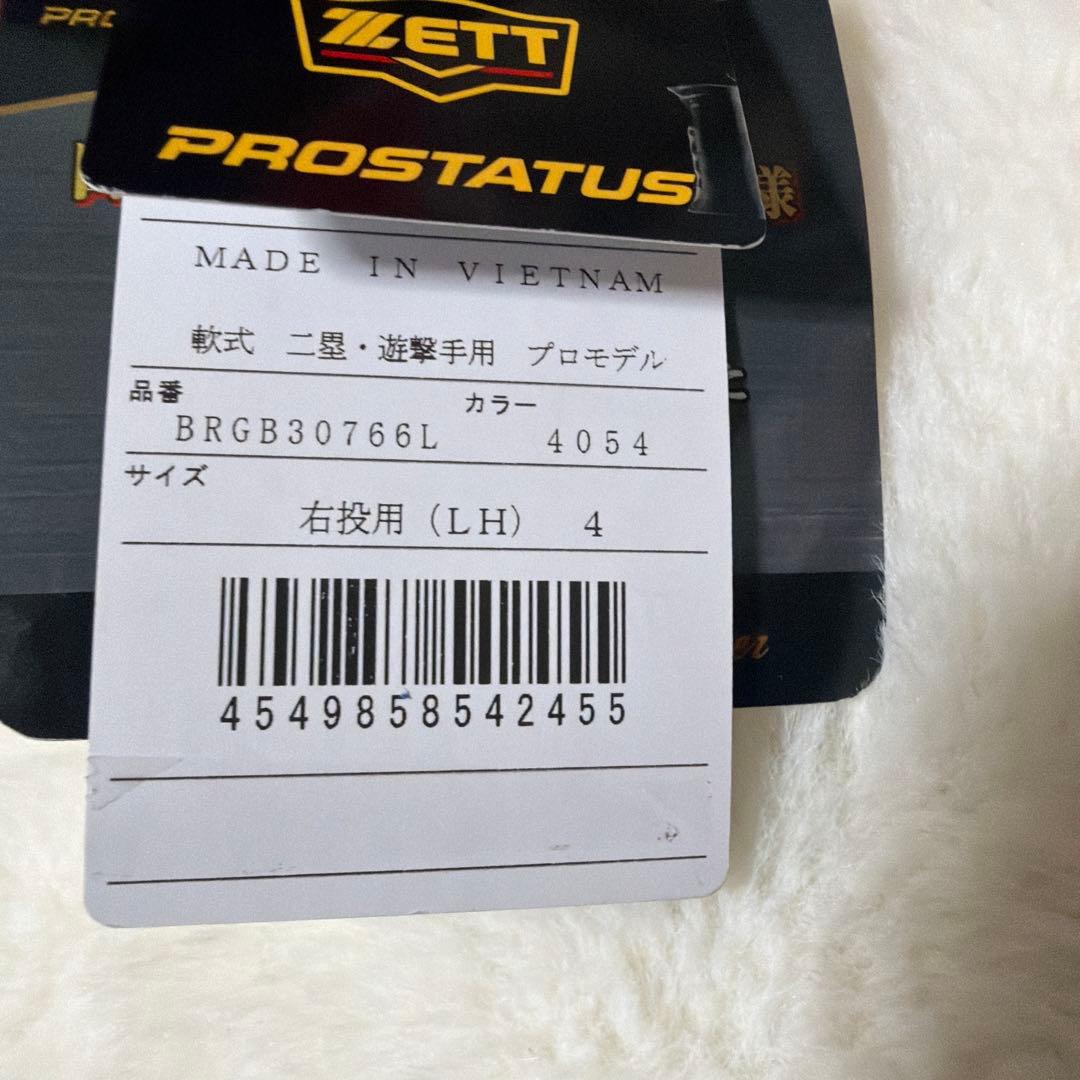 ZETT
PROSTATUS
様
MADE IN VIETNAM
軟式 二塁・遊撃手用 プロモデル
品番 カラー
BRGB30766L 4054
サイズ
右投用(LH) 4
4549858542455